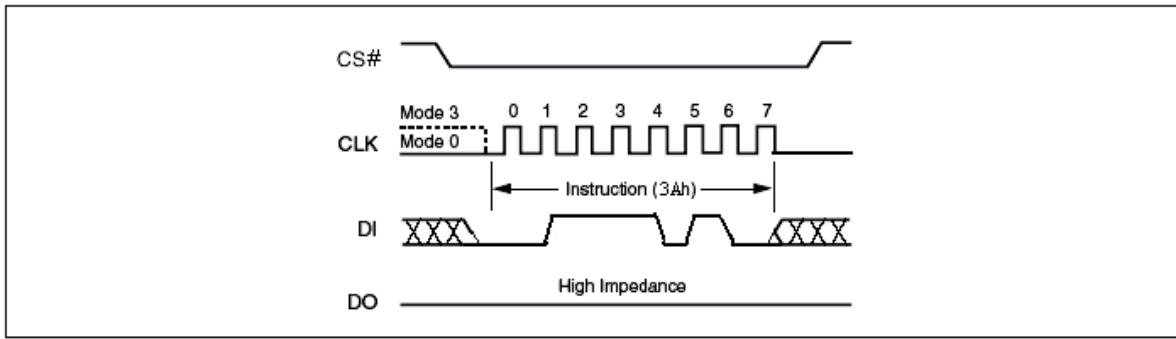 CS#
Mode 3 0 1 2 3 4 5 6 7
CLK Mode 0
Instruction (3Ah)
DI
High Impedance
DO